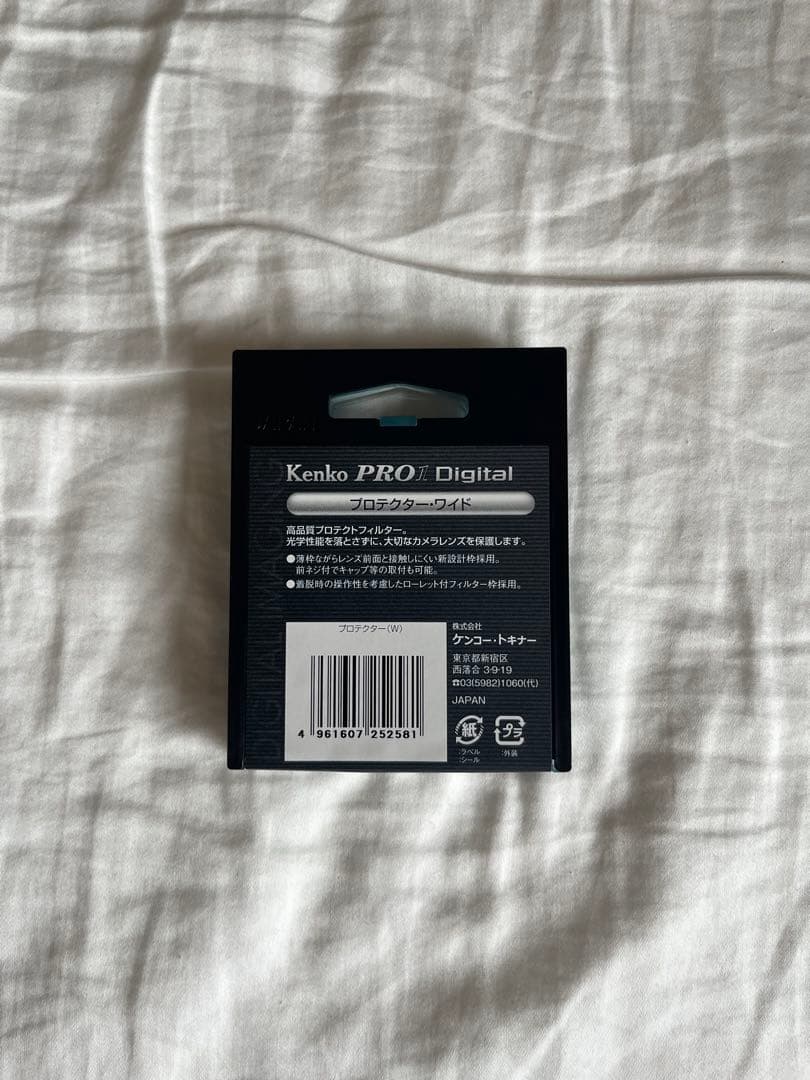 Kenko PRO1 Digital
プロテクター・ワイド
高品質プロテクトフィルター。
光学性能を落とさずに、大切なカメラレンズを保護します。
●薄枠ながらレンズ前面と接触しにくい新設計枠採用。
前ネジ付でキャップ等の取付も可能。
●着脱時の操作性を考慮したローレット付フィルター枠採用。
プロテクター(W)
4 961607 252581
株式会社
ケンコー・トキナー
東京都新宿区
西落合 3-9-19
☎03(5982)1060(代)
JAPAN
紙
:ラベル
:シール
プラ
:外装
DIGITAL IMAGING